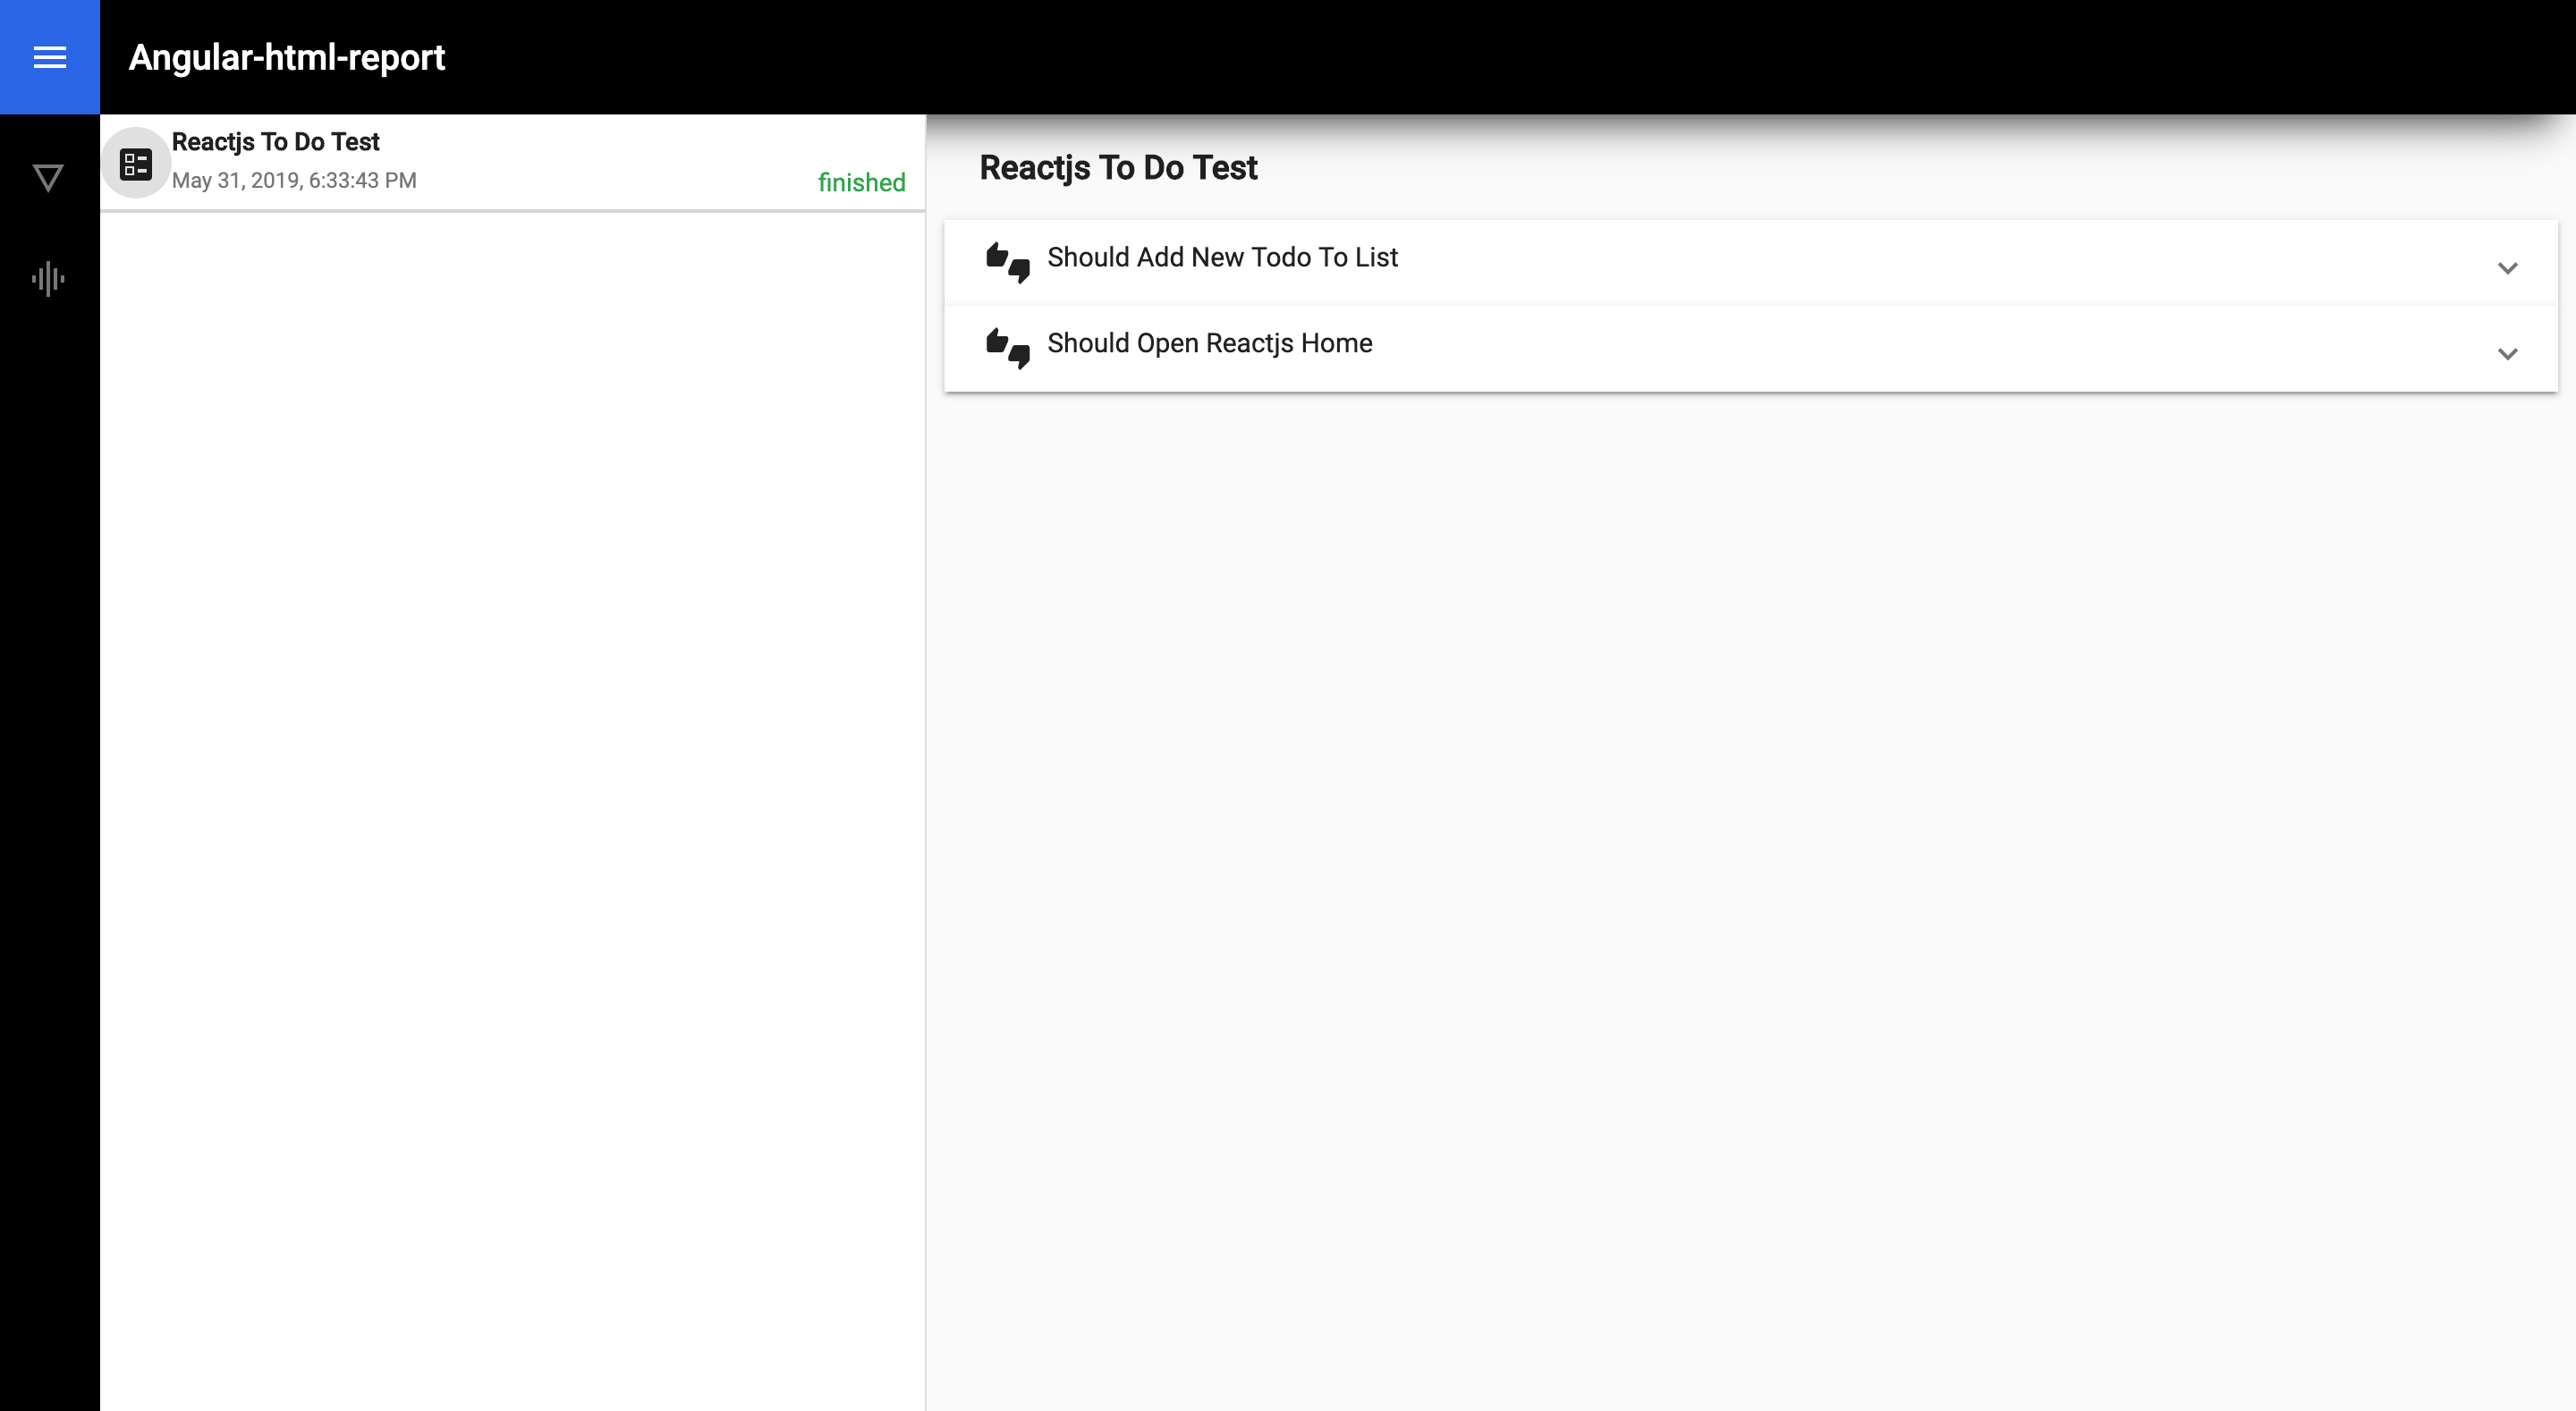 Angular-html-report
Reactjs To Do Test
May 31, 2019, 6:33:43 PM
finished
Reactjs To Do Test
Should Add New Todo To List
Should Open Reactjs Home